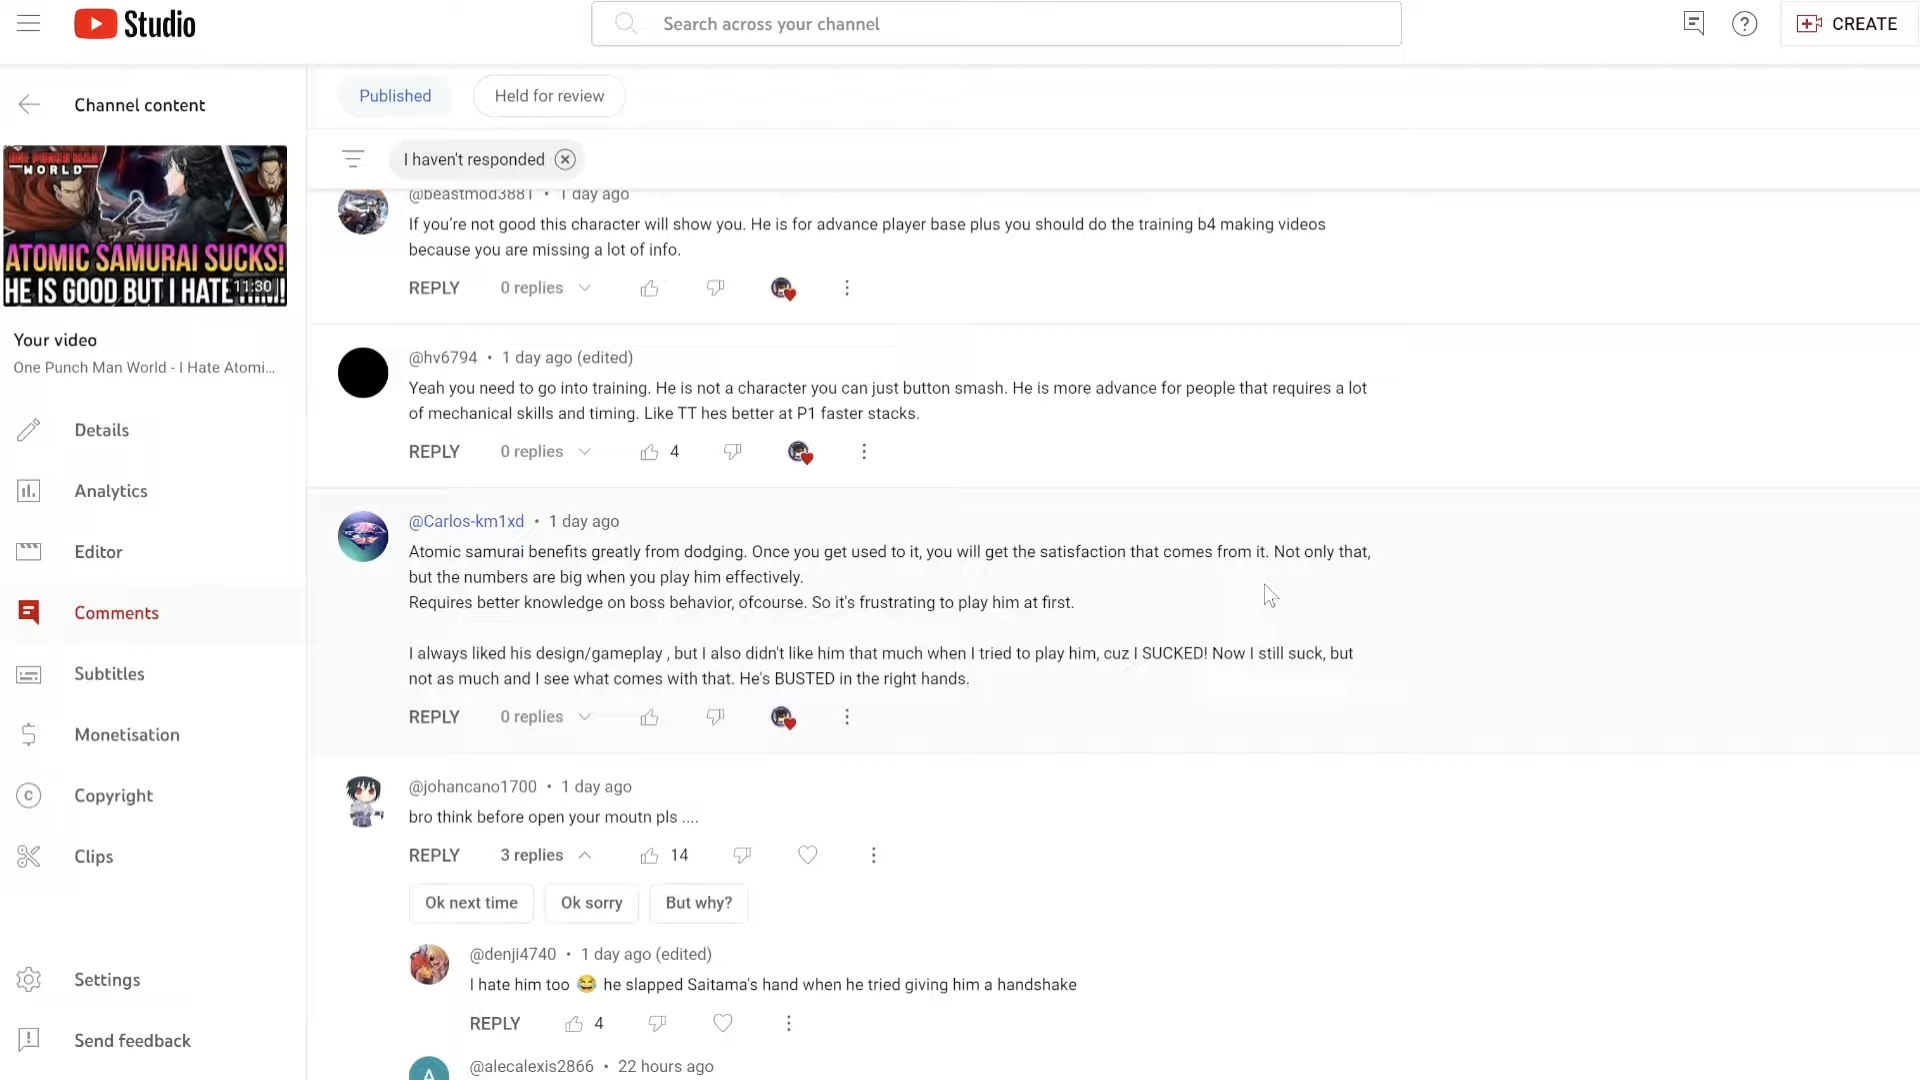 Studio
Search across your channel
?
CREATE
Channel content
Published
Held for review
ONE PUNCH MAN
WORLD
ATOMIC SAMURAI SUCKS!
HE IS GOOD BUT I HATE
11:30
I haven't responded
@beastmod3881 • 1 day ago
If you’re not good this character will show you. He is for advance player base plus you should do the training b4 making videos
because you are missing a lot of info.
REPLY 0 replies
Your video
One Punch Man World - I Hate Atomi...
@hv6794 • 1 day ago (edited)
Yeah you need to go into training. He is not a character you can just button smash. He is more advance for people that requires a lot
of mechanical skills and timing. Like TT hes better at P1 faster stacks.
REPLY 0 replies 4
Details
Analytics
Editor
Comments
Subtitles
Monetisation
Copyright
Clips
Settings
Send feedback
@Carlos-km1xd • 1 day ago
Atomic samurai benefits greatly from dodging. Once you get used to it, you will get the satisfaction that comes from it. Not only that,
but the numbers are big when you play him effectively.
Requires better knowledge on boss behavior, ofcourse. So it's frustrating to play him at first.
I always liked his design/gameplay , but I also didn't like him that much when I tried to play him, cuz I SUCKED! Now I still suck, but
not as much and I see what comes with that. He's BUSTED in the right hands.
REPLY 0 replies
@johancano1700 • 1 day ago
bro think before open your moutn pls ....
REPLY 3 replies 14
Ok next time
Ok sorry
But why?
@denji4740 • 1 day ago (edited)
I hate him too 😂 he slapped Saitama's hand when he tried giving him a handshake
REPLY 4
A
@alecalexis2866 • 22 hours ago